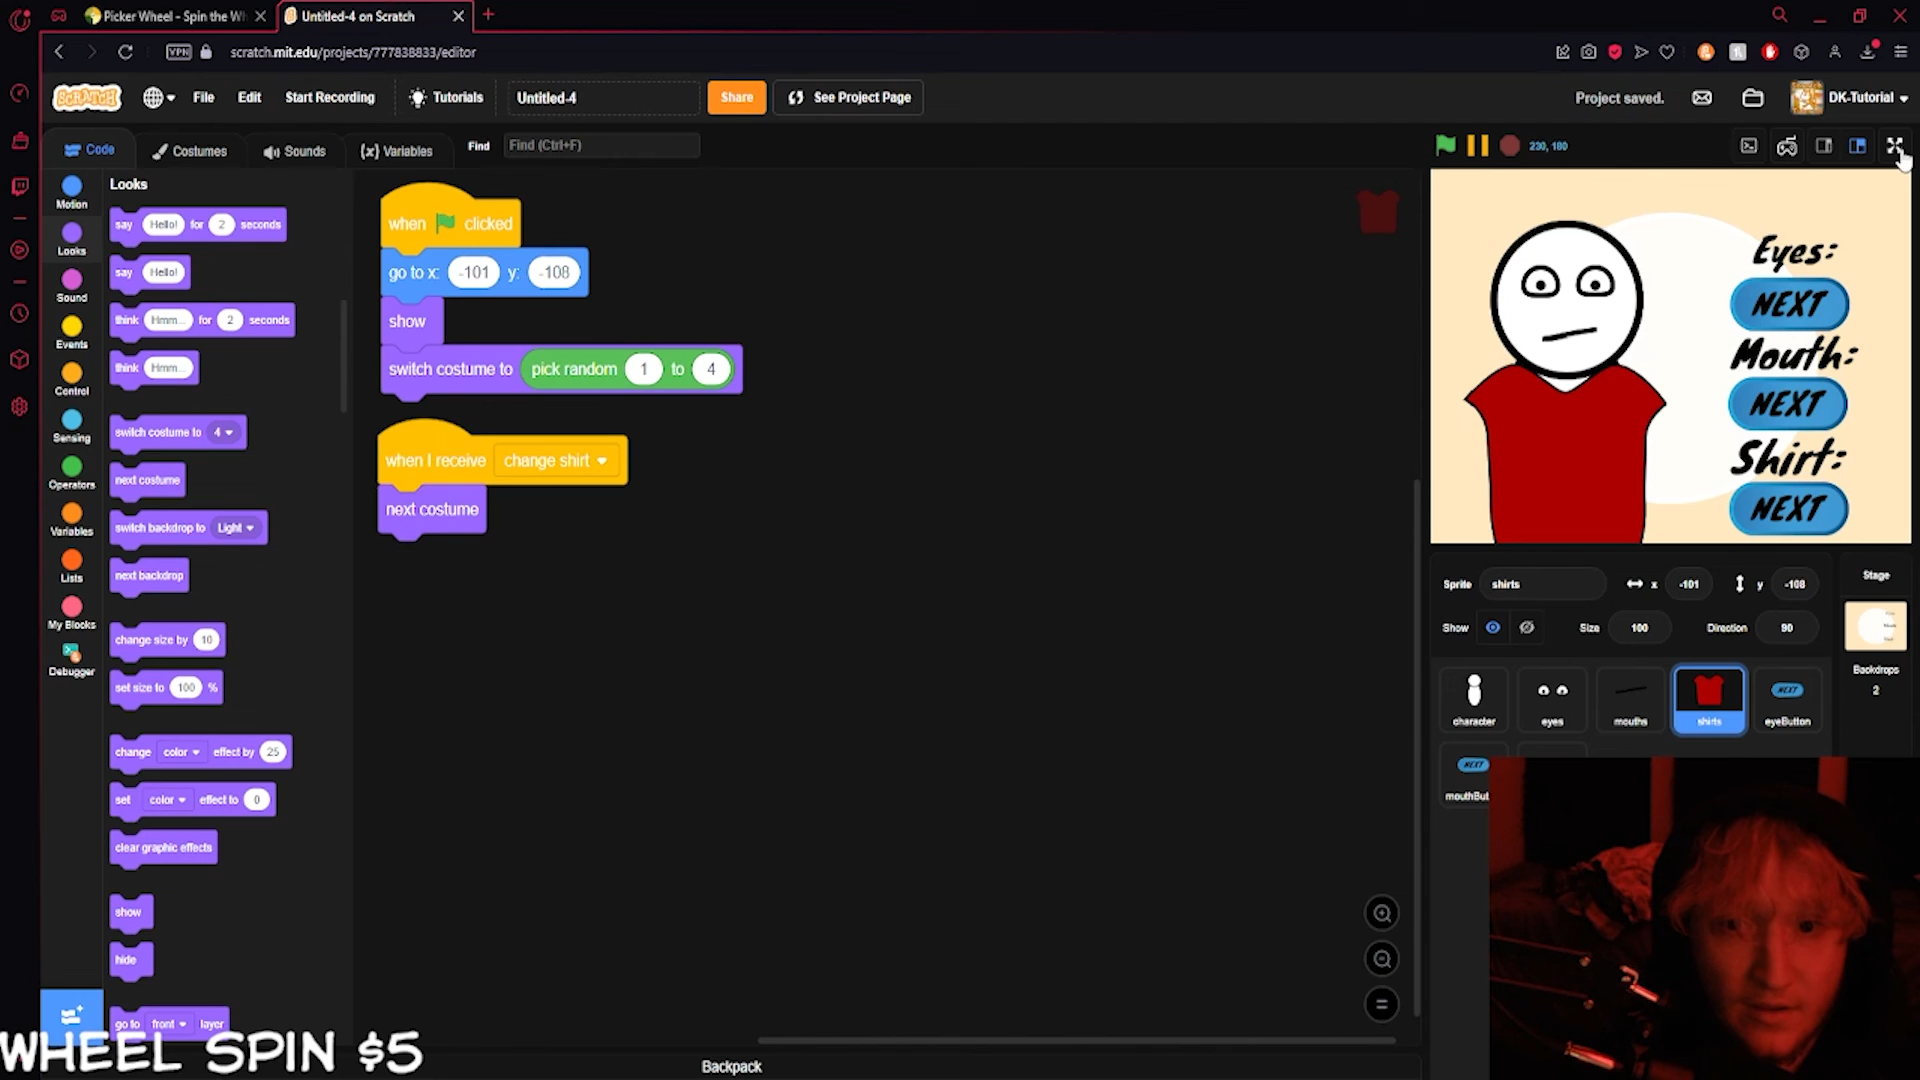 Picker Wheel - Spin the Wh
Untitled-4 on Scratch
VPN
scratch.mit.edu/projects/777838833/editor
SCRATCH
File
Edit
Start Recording
Tutorials
Untitled-4
Share
See Project Page
Project saved.
DK-Tutorial
Code
Costumes
Sounds
{x} Variables
Find
Find (Ctrl+F)
230, 180
Motion
Looks
Sound
Events
Control
Sensing
Operators
Variables
Lists
My Blocks
Debugger
Looks
say Hello! for 2 seconds
say Hello!
think Hmm... for 2 seconds
think Hmm...
switch costume to 4
next costume
switch backdrop to Light
next backdrop
change size by 10
set size to 100 %
change color effect by 25
set color effect to 0
clear graphic effects
show
hide
go to front layer
when clicked
go to x: -101 y: -108
show
switch costume to pick random 1 to 4
when I receive change shirt
next costume
Eyes:
NEXT
Mouth:
NEXT
Shirt:
NEXT
Sprite shirts x -101 y -108
Show Size 100 Direction 90
Stage
Backdrops
2
character
eyes
mouths
shirts
NEXT
eyeButton
NEXT
mouthBut
Backpack
WHEEL SPIN $5